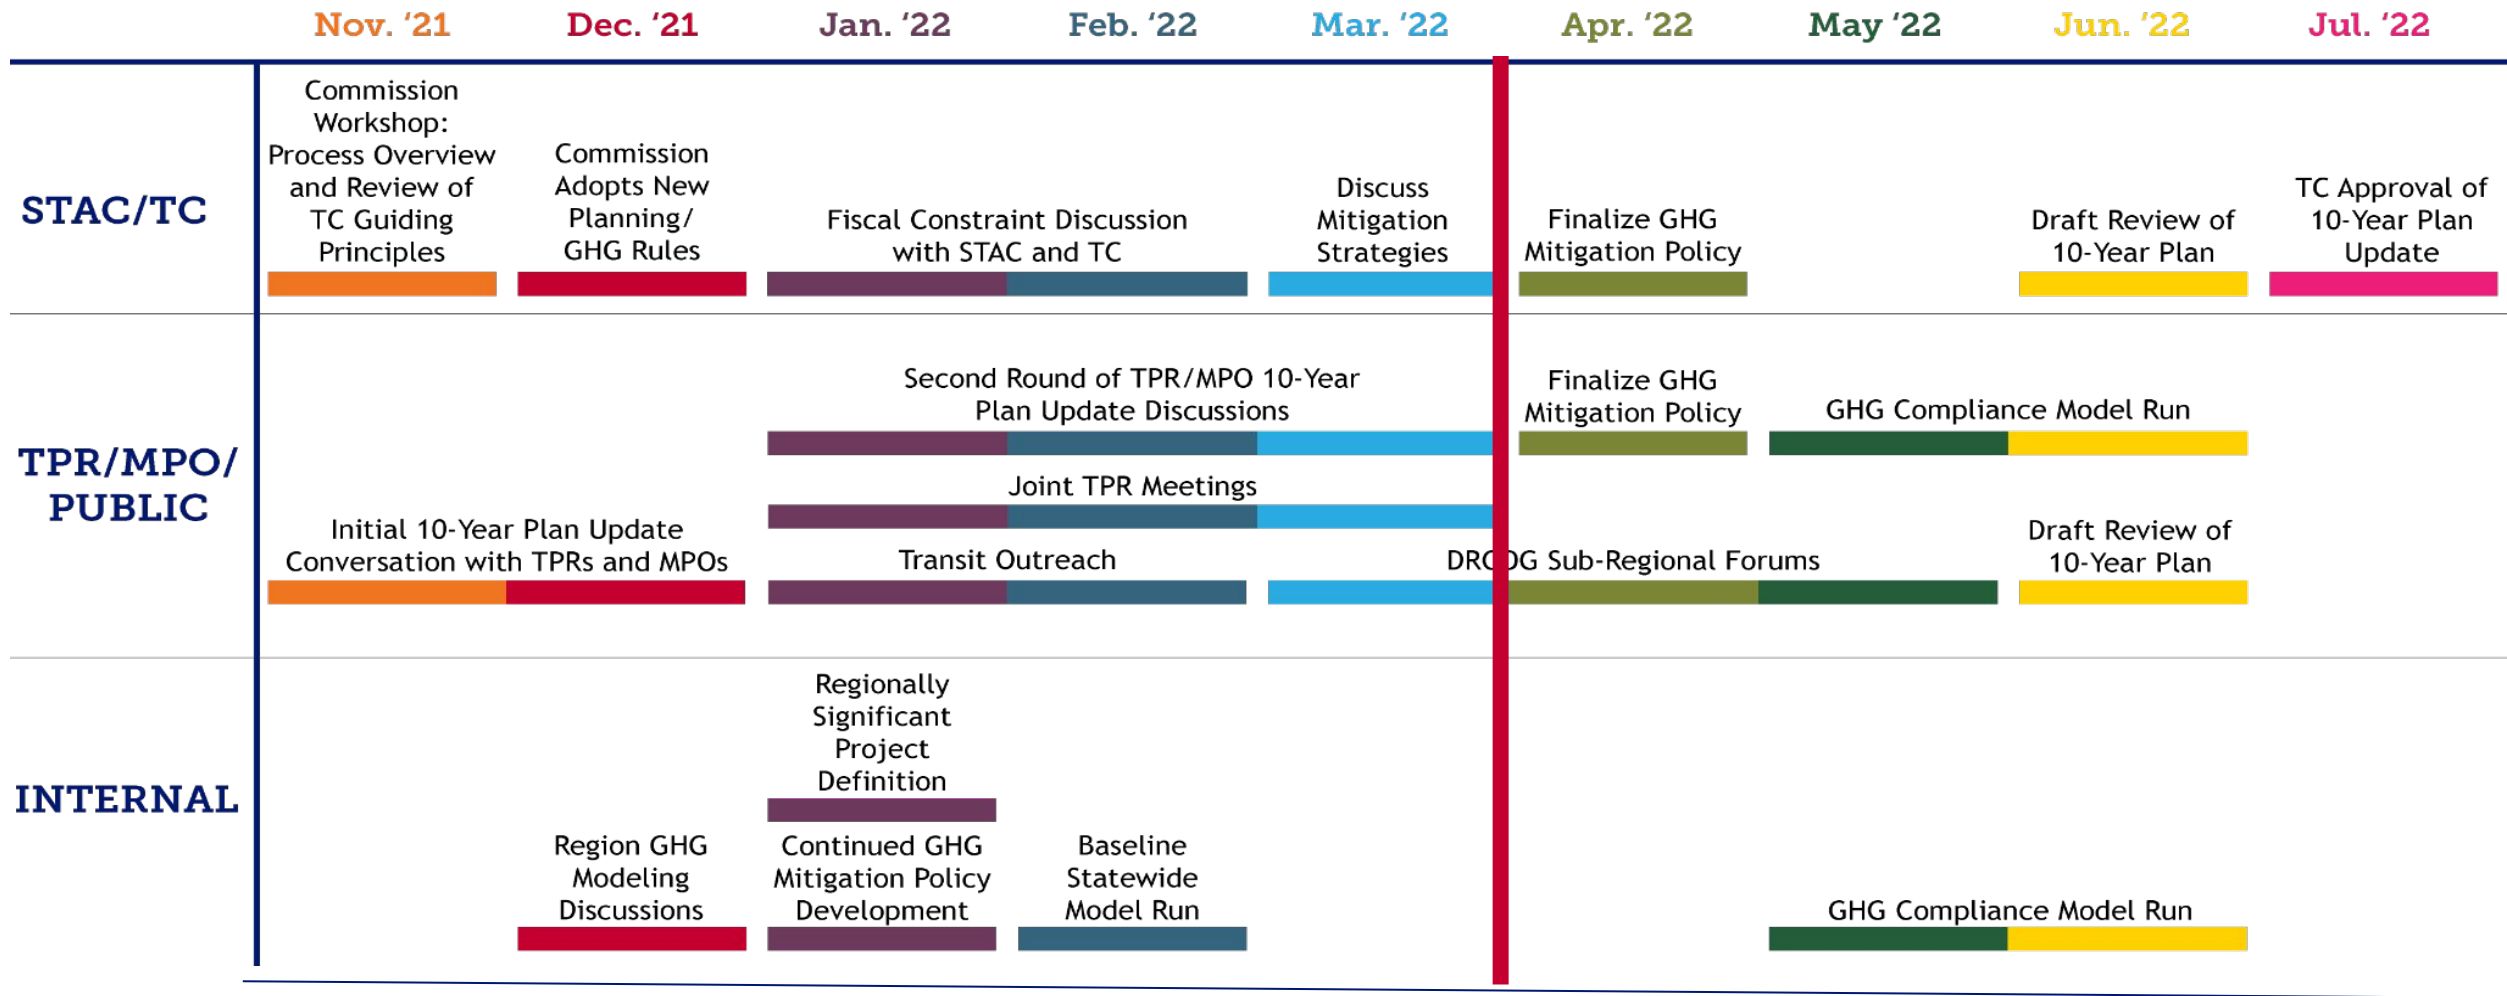 Nov. ‘21
Dec. ‘21
Jan. ‘22
Feb. ‘22
Mar. ‘22
Apr. ‘22
May ‘22
Jun. ‘22
Jul. ‘22
STAC/TC
Commission
Workshop:
Process Overview
and Review of
TC Guiding
Principles
Commission
Adopts New
Planning/
GHG Rules
Fiscal Constraint Discussion
with STAC and TC
Discuss
Mitigation
Strategies
Finalize GHG
Mitigation Policy
Draft Review of
10-Year Plan
TC Approval of
10-Year Plan
Update
TPR/MPO/
PUBLIC
Second Round of TPR/MPO 10-Year
Plan Update Discussions
Finalize GHG
Mitigation Policy
GHG Compliance Model Run
Joint TPR Meetings
Initial 10-Year Plan Update
Conversation with TPRs and MPOs
Transit Outreach
DRCOG Sub-Regional Forums
Draft Review of
10-Year Plan
INTERNAL
Regionally
Significant
Project
Definition
Region GHG
Modeling
Discussions
Continued GHG
Mitigation Policy
Development
Baseline
Statewide
Model Run
GHG Compliance Model Run